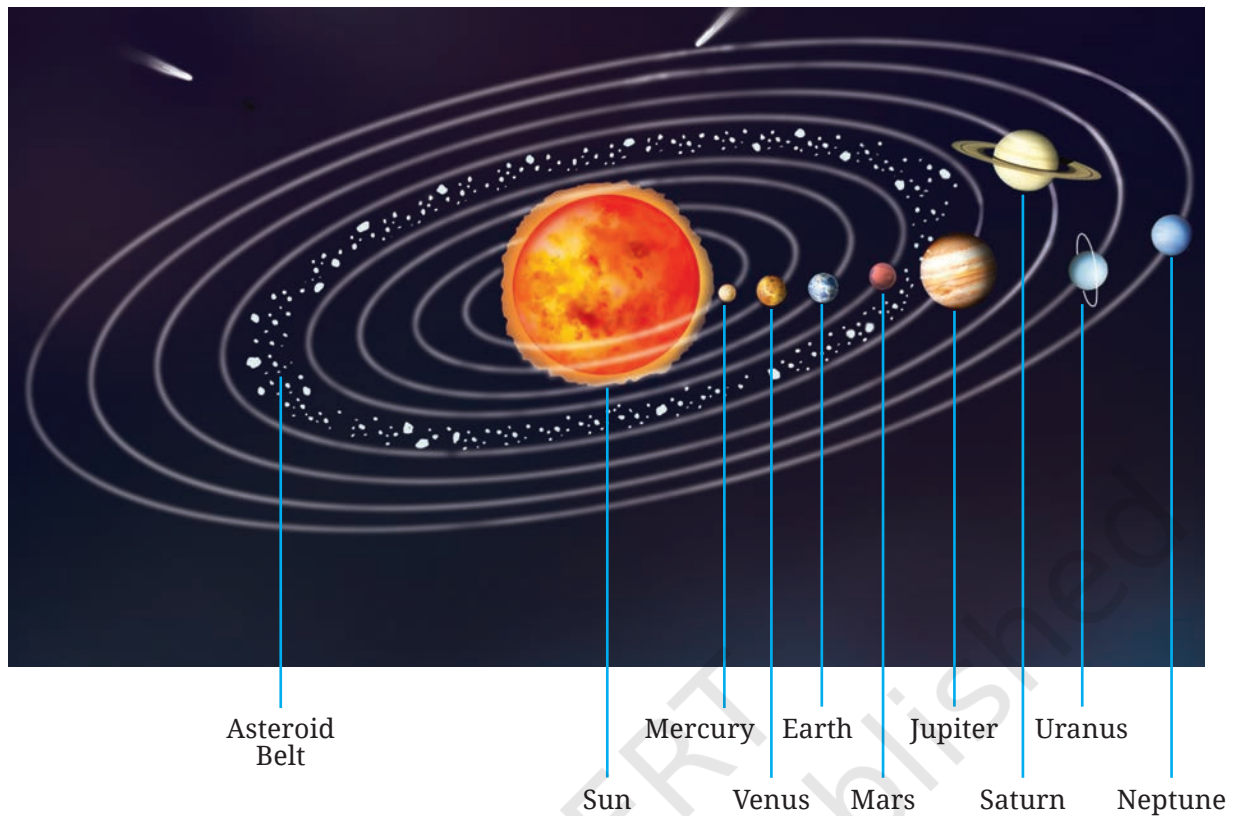 Asteroid
Belt
Mercury
Earth
Jupiter
Uranus
Sun
Venus
Mars
Saturn
Neptune